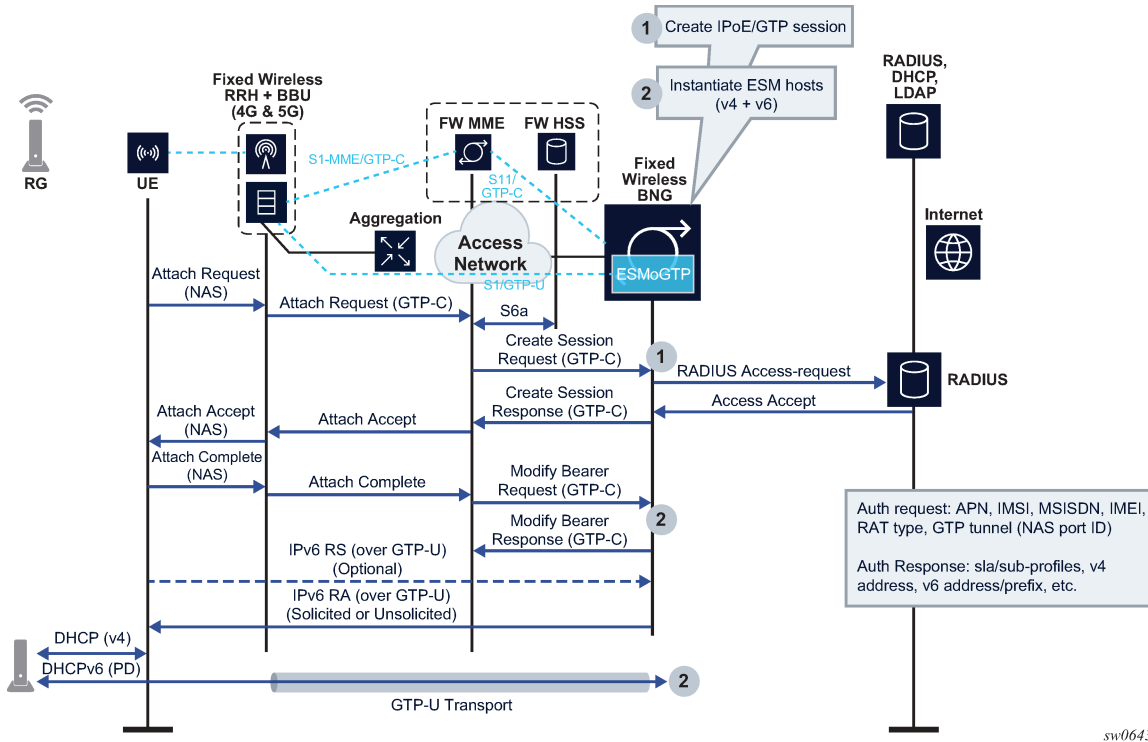 1
Create IPoE/GTP session
2
Instantiate ESM hosts
(v4 + v6)
RADIUS,
DHCP,
LDAP
Fixed Wireless
RRH + BBU
(4G & 5G)
FW MME
FW HSS
S1-MME/GTP-C
S11/
GTP-C
Fixed
Wireless
BNG
RG
UE
Aggregation
Access
Network
Internet
ESMoGTP
S1/GTP-U
Attach Request
(NAS)
Attach Request (GTP-C)
S6a
Create Session
Request (GTP-C)
1
RADIUS Access-request
RADIUS
Create Session
Response (GTP-C)
Access Accept
Attach Accept
(NAS)
Attach Accept
Attach Complete
(NAS)
Attach Complete
Modify Bearer
Request (GTP-C)
2
Modify Bearer
Response (GTP-C)
Auth request: APN, IMSI, MSISDN, IMEI,
RAT type, GTP tunnel (NAS port ID)
Auth Response: sla/sub-profiles, v4
address, v6 address/prefix, etc.
IPv6 RS (over GTP-U)
(Optional)
IPv6 RA (over GTP-U)
(Solicited or Unsolicited)
DHCP (v4)
DHCPv6 (PD)
2
GTP-U Transport